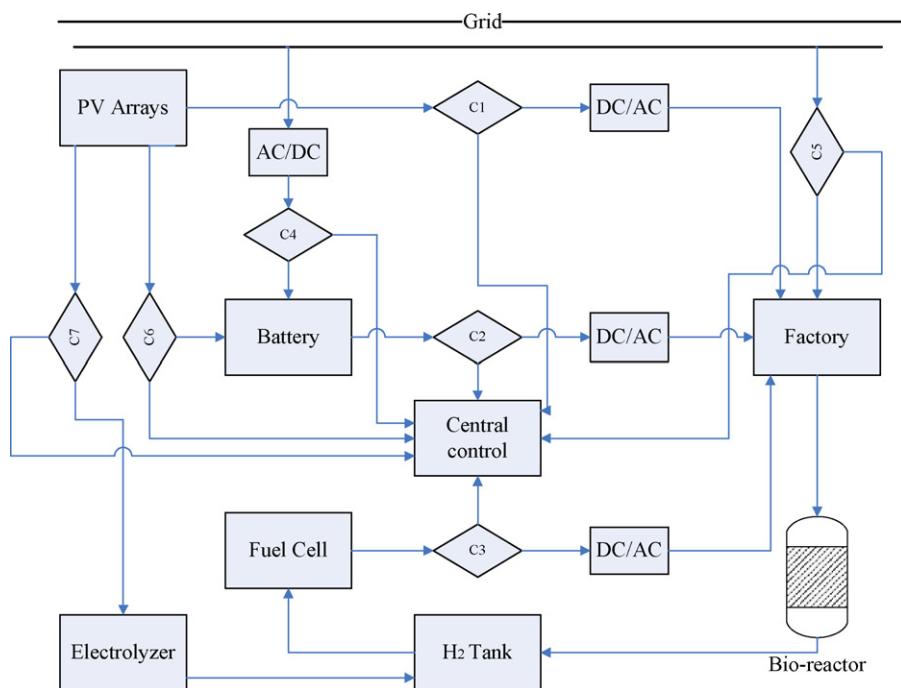 Grid
PV Arrays
C1
DC/AC
AC/DC
C5
C4
C7
C6
Battery
C2
DC/AC
Factory
Central
control
Fuel Cell
C3
DC/AC
Electrolyzer
H2 Tank
Bio-reactor